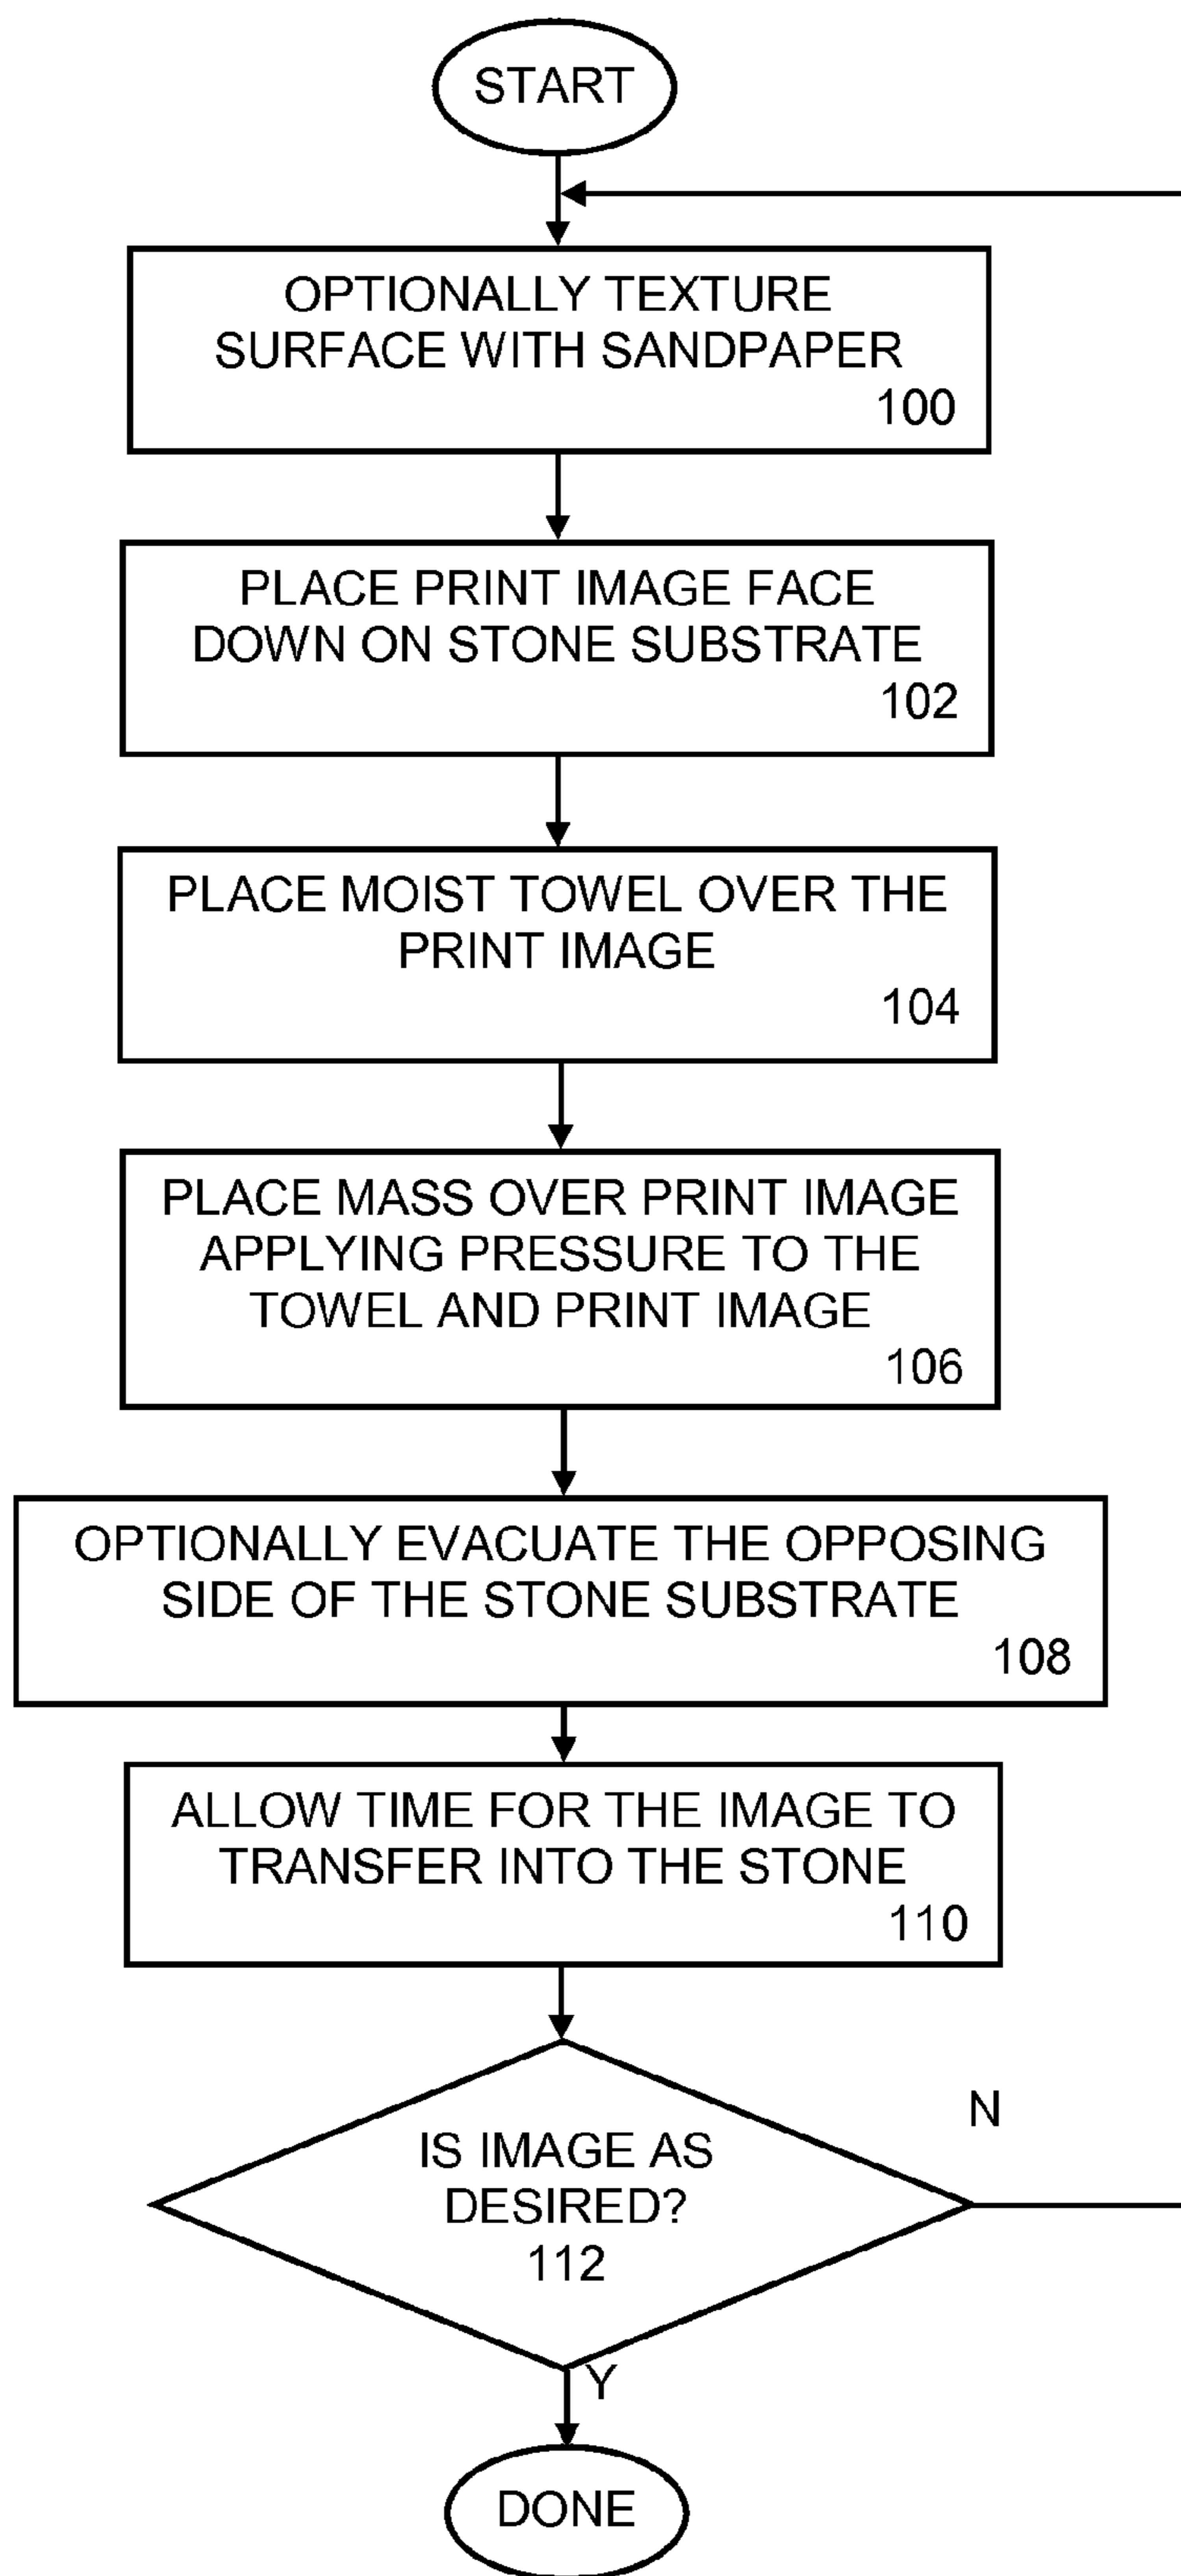 START
OPTIONALLY TEXTURE
SURFACE WITH SANDPAPER
100
PLACE PRINT IMAGE FACE
DOWN ON STONE SUBSTRATE
102
PLACE MOIST TOWEL OVER THE
PRINT IMAGE
104
PLACE MASS OVER PRINT IMAGE
APPLYING PRESSURE TO THE
TOWEL AND PRINT IMAGE
106
OPTIONALLY EVACUATE THE OPPOSING
SIDE OF THE STONE SUBSTRATE
108
ALLOW TIME FOR THE IMAGE TO
TRANSFER INTO THE STONE
110
N
IS IMAGE AS
DESIRED?
112
Y
DONE